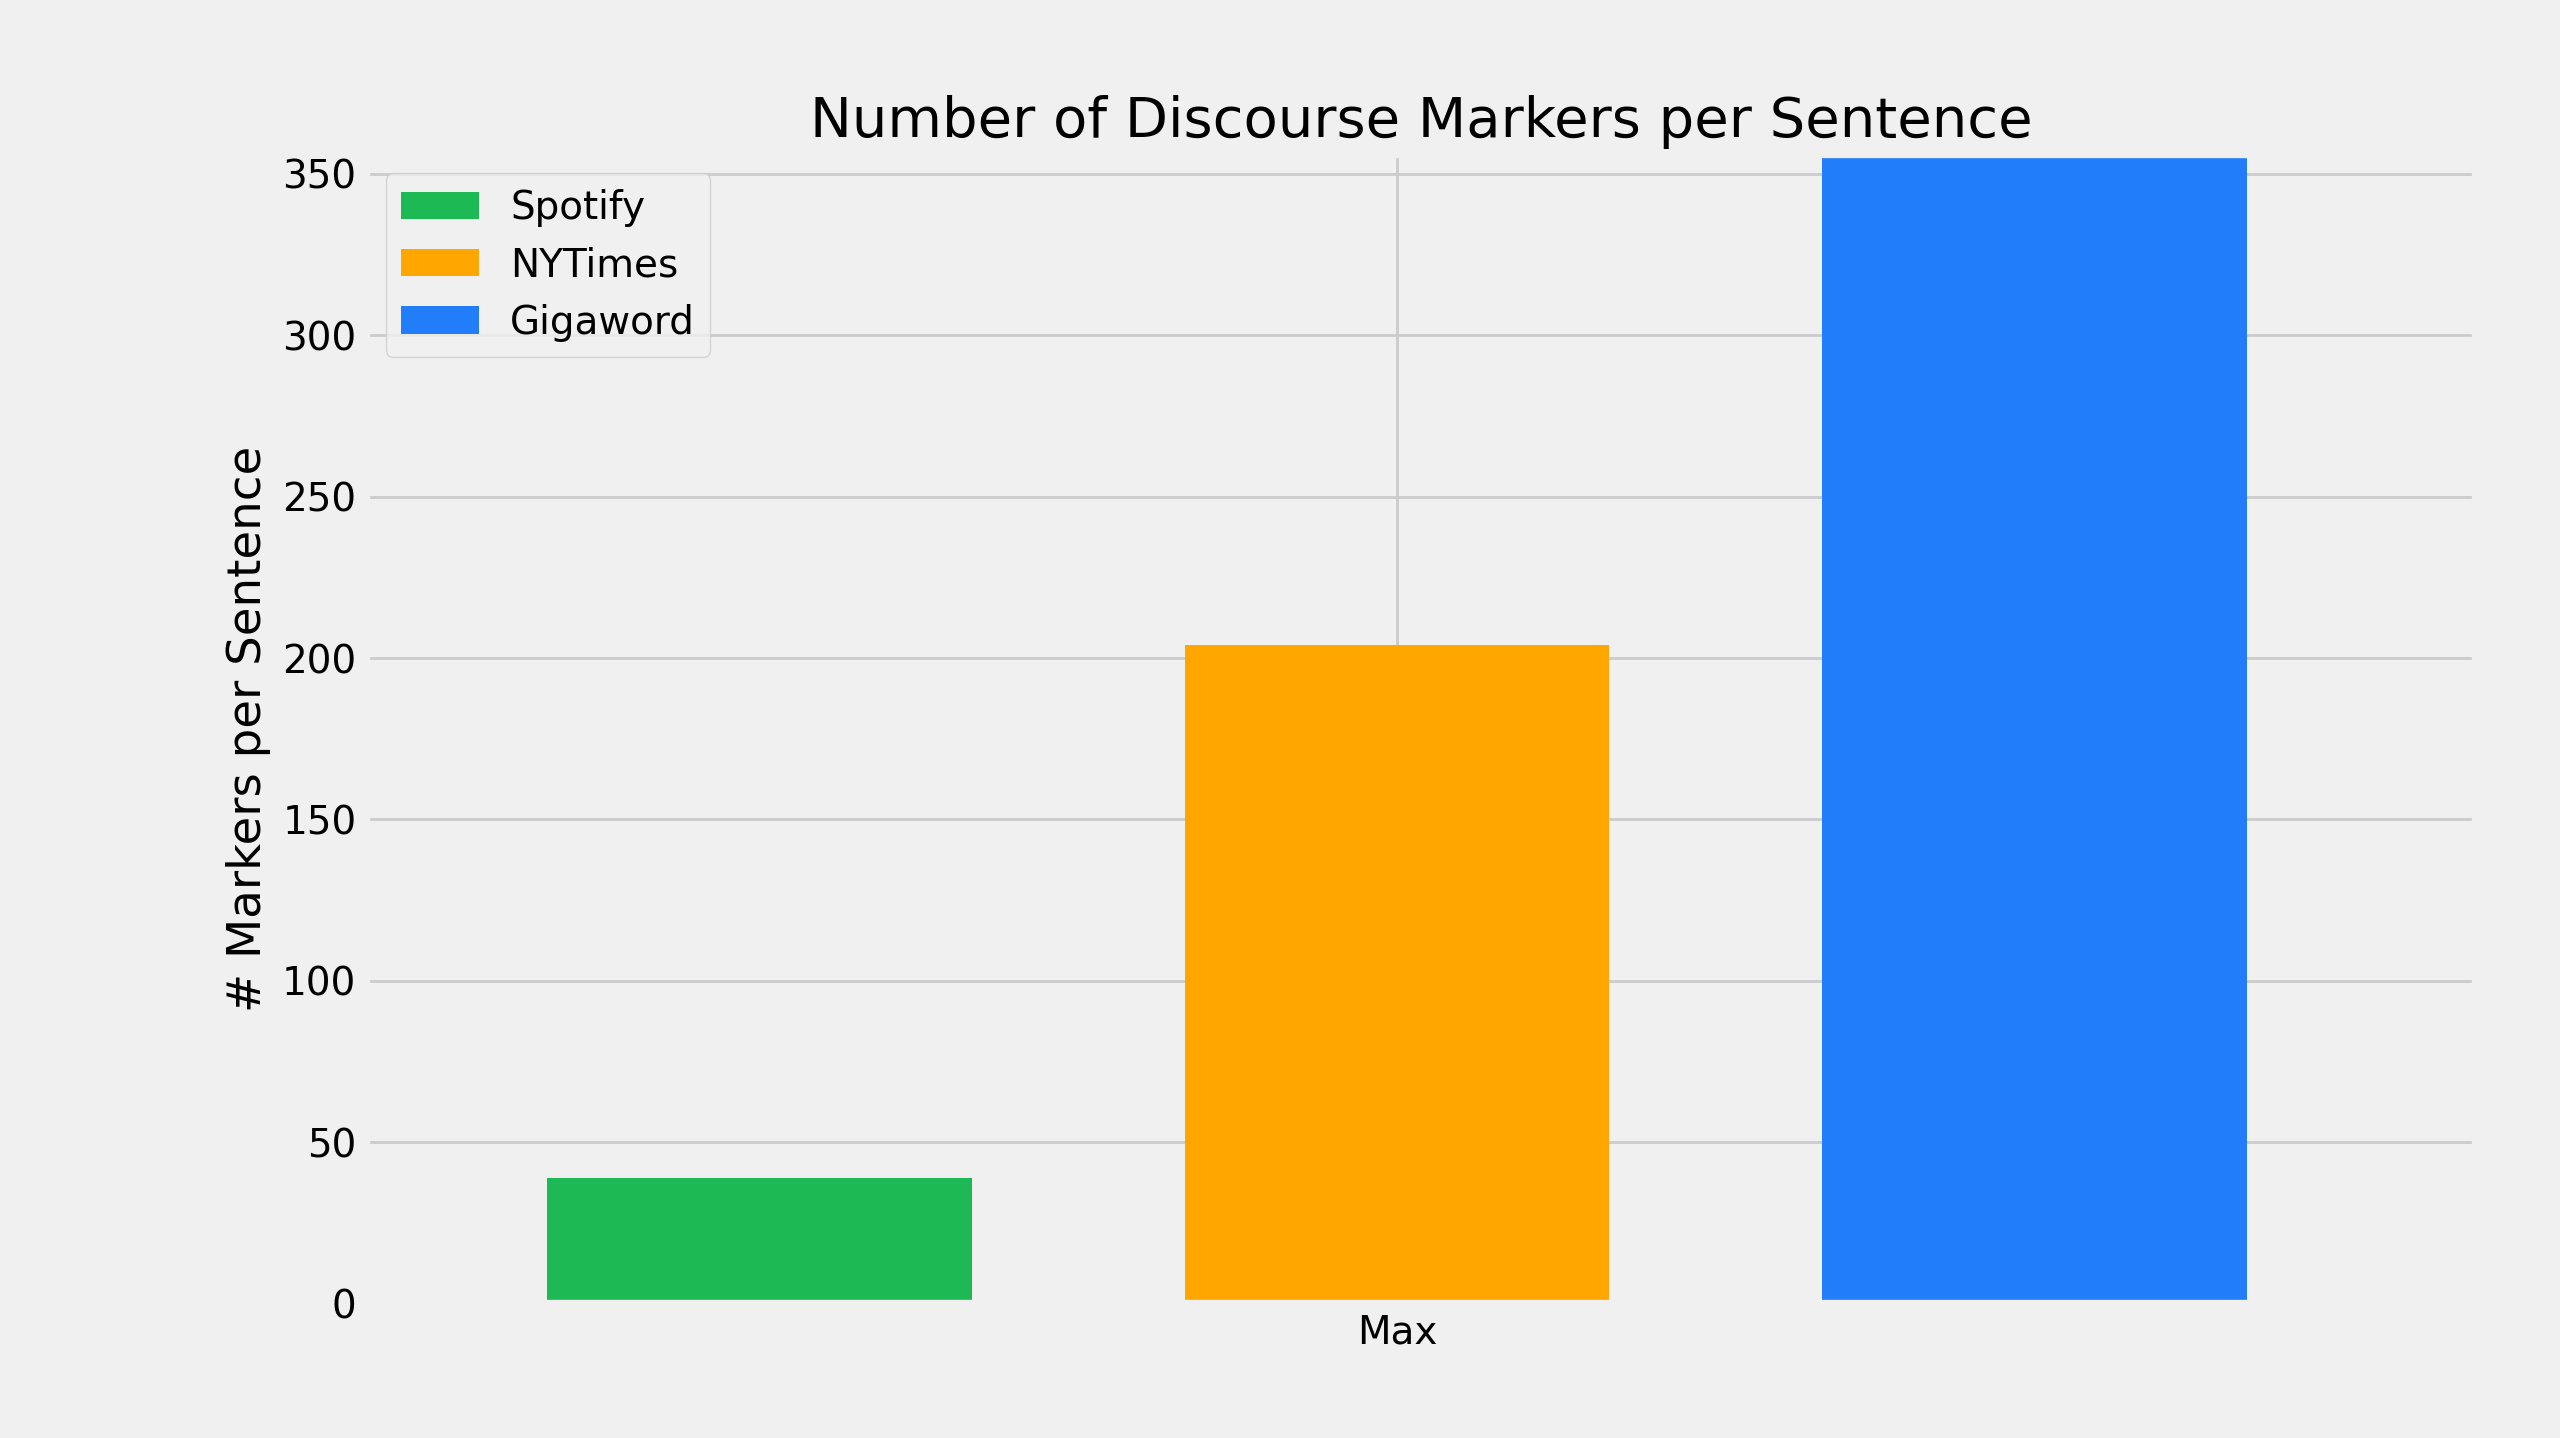 Number of Discourse Markers per Sentence
350
300
250
200
150
100
50
0
# Markers per Sentence
Spotify
NYTimes
Gigaword
Max